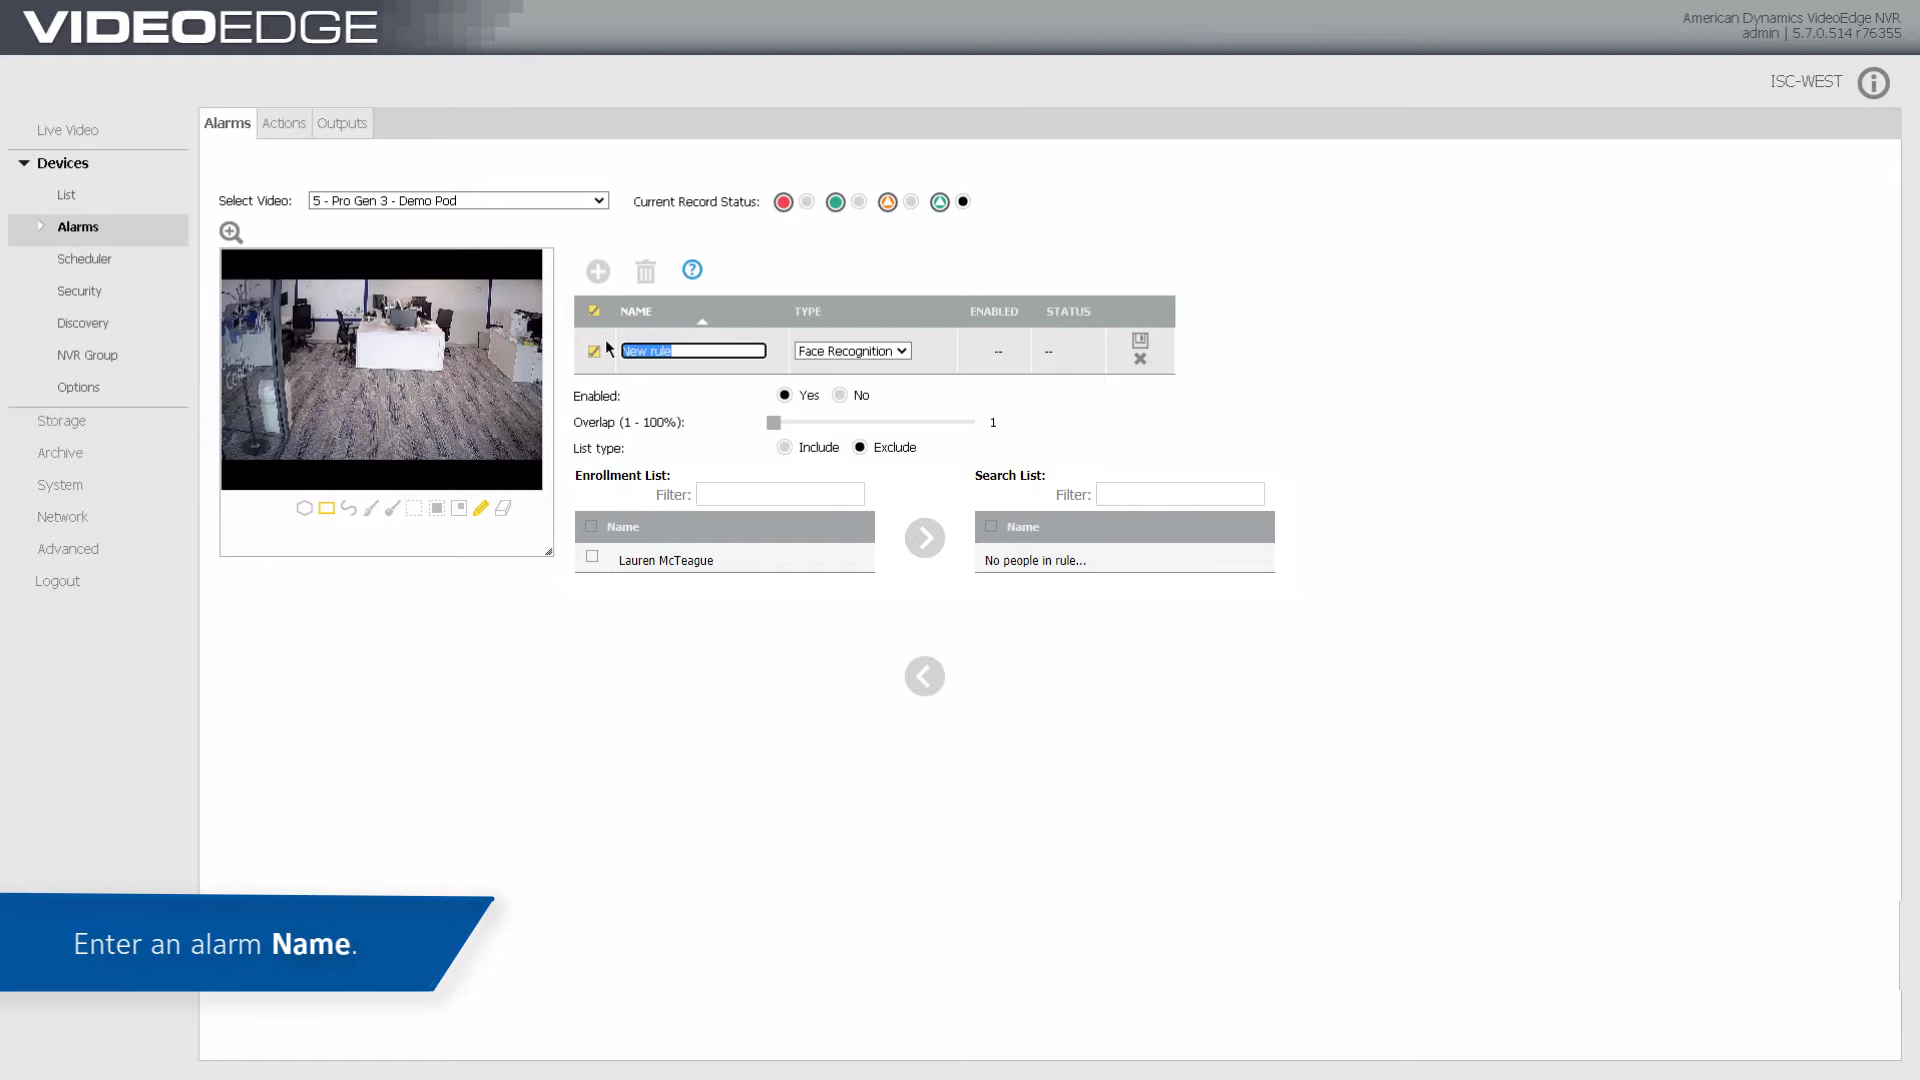 VIDEOEDGE
American Dynamics VideoEdge NVR
admin | 5.7.0.514 r76355
ISC-WEST
Live Video
Devices
List
Alarms
Scheduler
Security
Discovery
NVR Group
Options
Storage
Archive
System
Network
Advanced
Logout
Alarms Actions Outputs
Select Video: 5 - Pro Gen 3 - Demo Pod Current Record Status:
NAME TYPE ENABLED STATUS
New rule Face Recognition -- --
Enabled: Yes No
Overlap (1 - 100%): 1
List type: Include Exclude
Enrollment List: Search List:
Filter: Filter:
Name Name
Lauren McTeague No people in rule...
Enter an alarm Name.